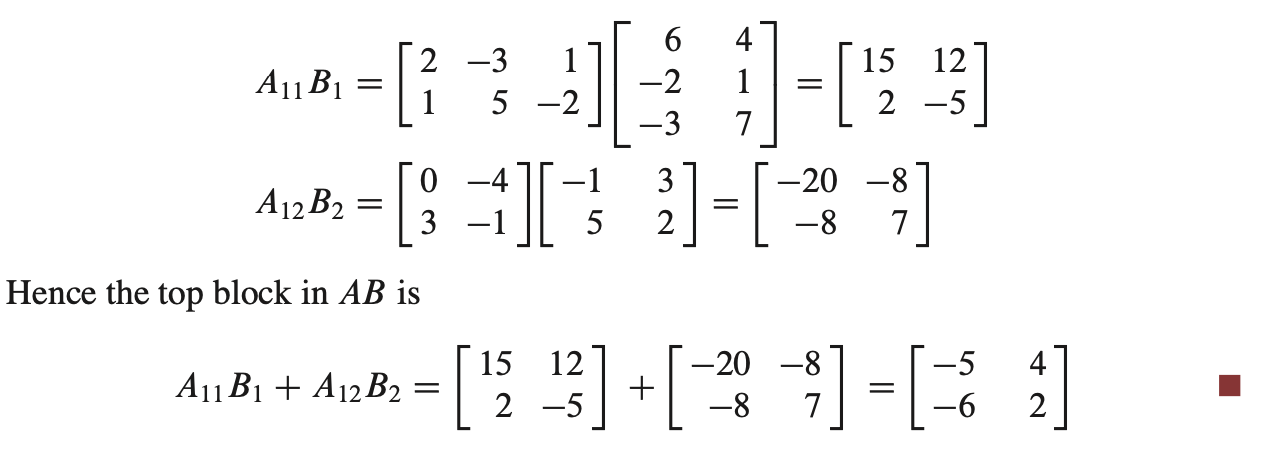 A₁₁B₁ = [2 −3 1; 1 5 −2] [6 4; −2 1; −3 7] = [15 12; 2 −5]
A₁₂B₂ = [0 −4; 3 −1] [−1 3; 5 2] = [−20 −8; −8 7]
Hence the top block in AB is
A₁₁B₁ + A₁₂B₂ = [15 12; 2 −5] + [−20 −8; −8 7] = [−5 4; −6 2] ■